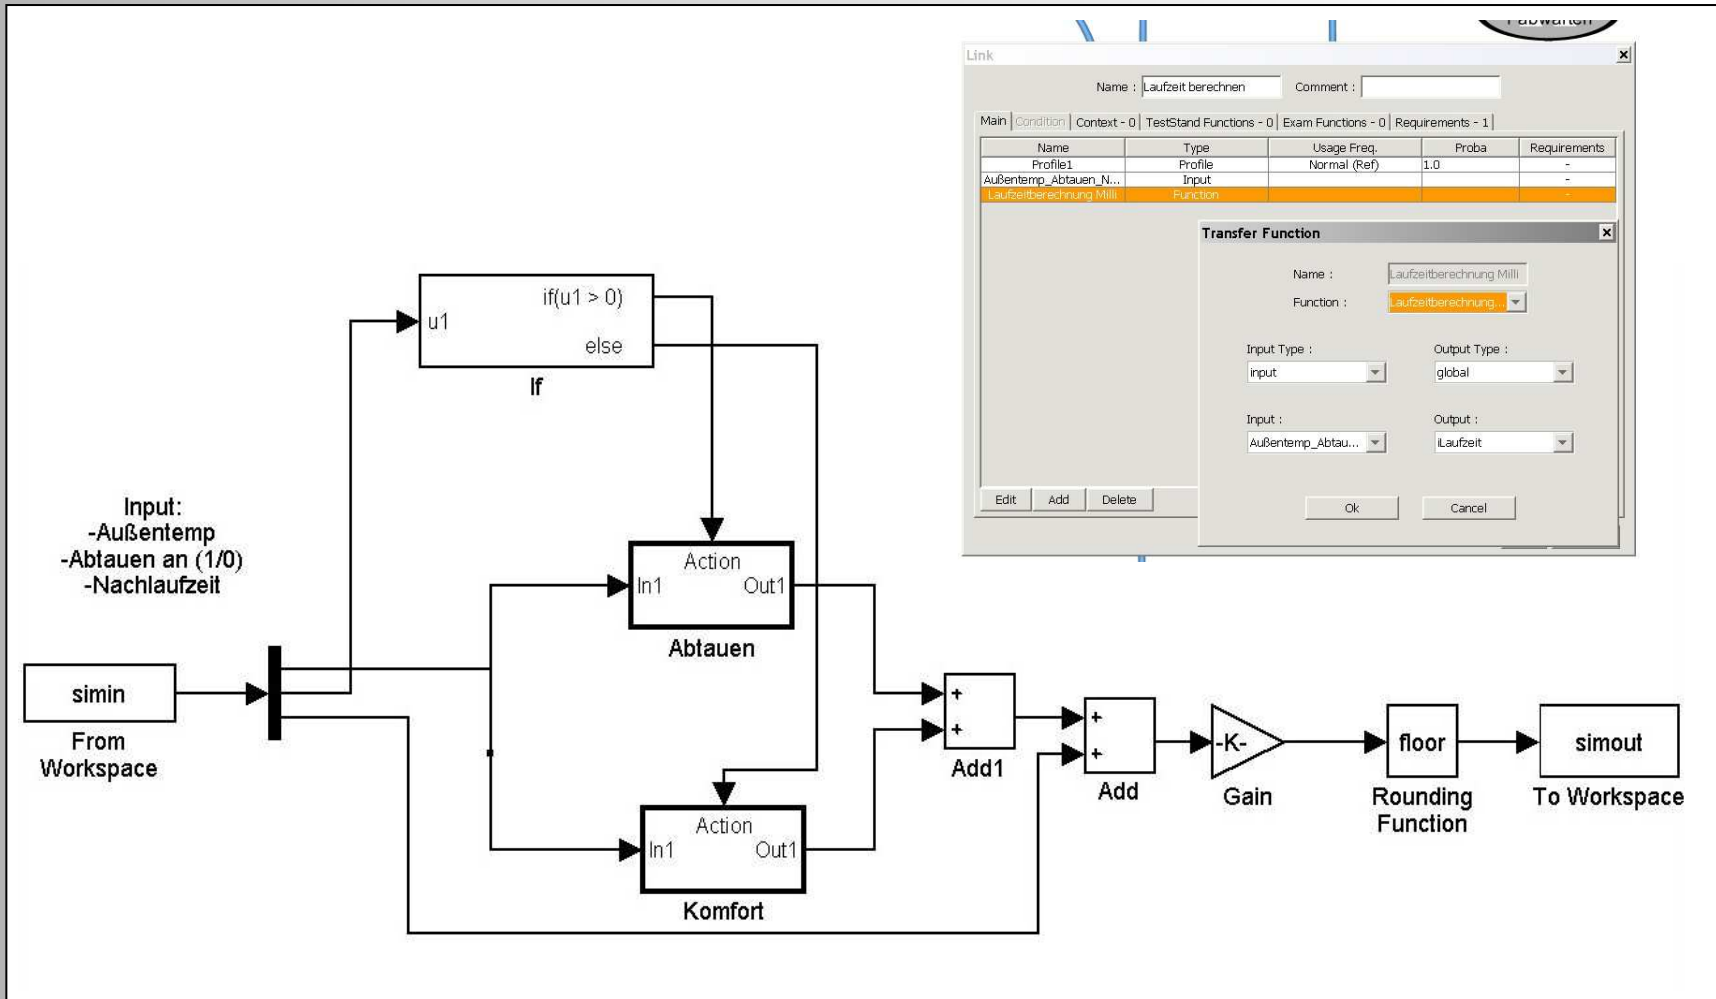 Link
Name : Laufzeit berechnen Comment :
Main Condition Context - 0 TestStand Functions - 0 Exam Functions - 0 Requirements - 1
Name Type Usage Freq. Proba Requirements
Profile1 Profile Normal (Ref) 1.0 -
Außentemp_Abtauen_N... Input -
Laufzeitberechnung Milli Function -
Transfer Function
Name : Laufzeitberechnung Milli
Function : Laufzeitberechnung...
Input Type : Output Type :
input global
Input : Output :
Außentemp_Abtau... iLaufzeit
Edit Add Delete
Ok Cancel
if(u1 > 0)
u1
else
If
Input:
-Außentemp
-Abtauen an (1/0)
-Nachlaufzeit
Action
In1 Out1
Abtauen
simin
From
Workspace
+
+
Add1
+
+
Add
-K-
Gain
floor
Rounding
Function
simout
To Workspace
Action
In1 Out1
Komfort